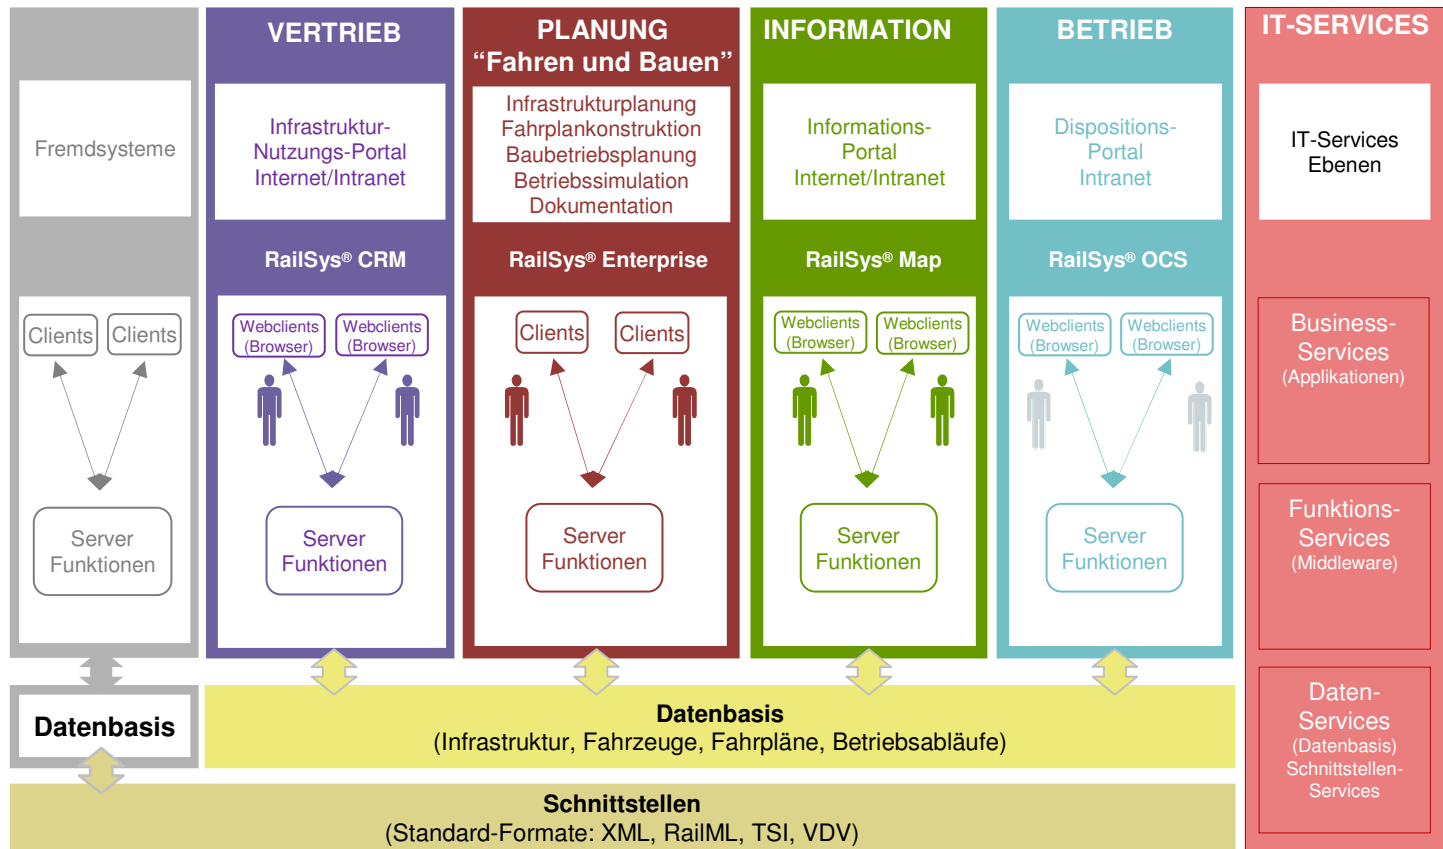 Fremdsysteme
Clients
Clients
Server
Funktionen
VERTRIEB
Infrastruktur-
Nutzungs-Portal
Internet/Intranet
RailSys® CRM
Webclients
(Browser)
Webclients
(Browser)
Server
Funktionen
PLANUNG
“Fahren und Bauen”
Infrastrukturplanung
Fahrplankonstruktion
Baubetriebsplanung
Betriebssimulation
Dokumentation
RailSys® Enterprise
Clients
Clients
Server
Funktionen
INFORMATION
Informations-
Portal
Internet/Intranet
RailSys® Map
Webclients
(Browser)
Webclients
(Browser)
Server
Funktionen
BETRIEB
Dispositions-
Portal
Intranet
RailSys® OCS
Webclients
(Browser)
Webclients
(Browser)
Server
Funktionen
IT-SERVICES
IT-Services
Ebenen
Business-
Services
(Applikationen)
Funktions-
Services
(Middleware)
Daten-
Services
(Datenbasis)
Schnittstellen-
Services
Datenbasis
Datenbasis
(Infrastruktur, Fahrzeuge, Fahrpläne, Betriebsabläufe)
Schnittstellen
(Standard-Formate: XML, RailML, TSI, VDV)